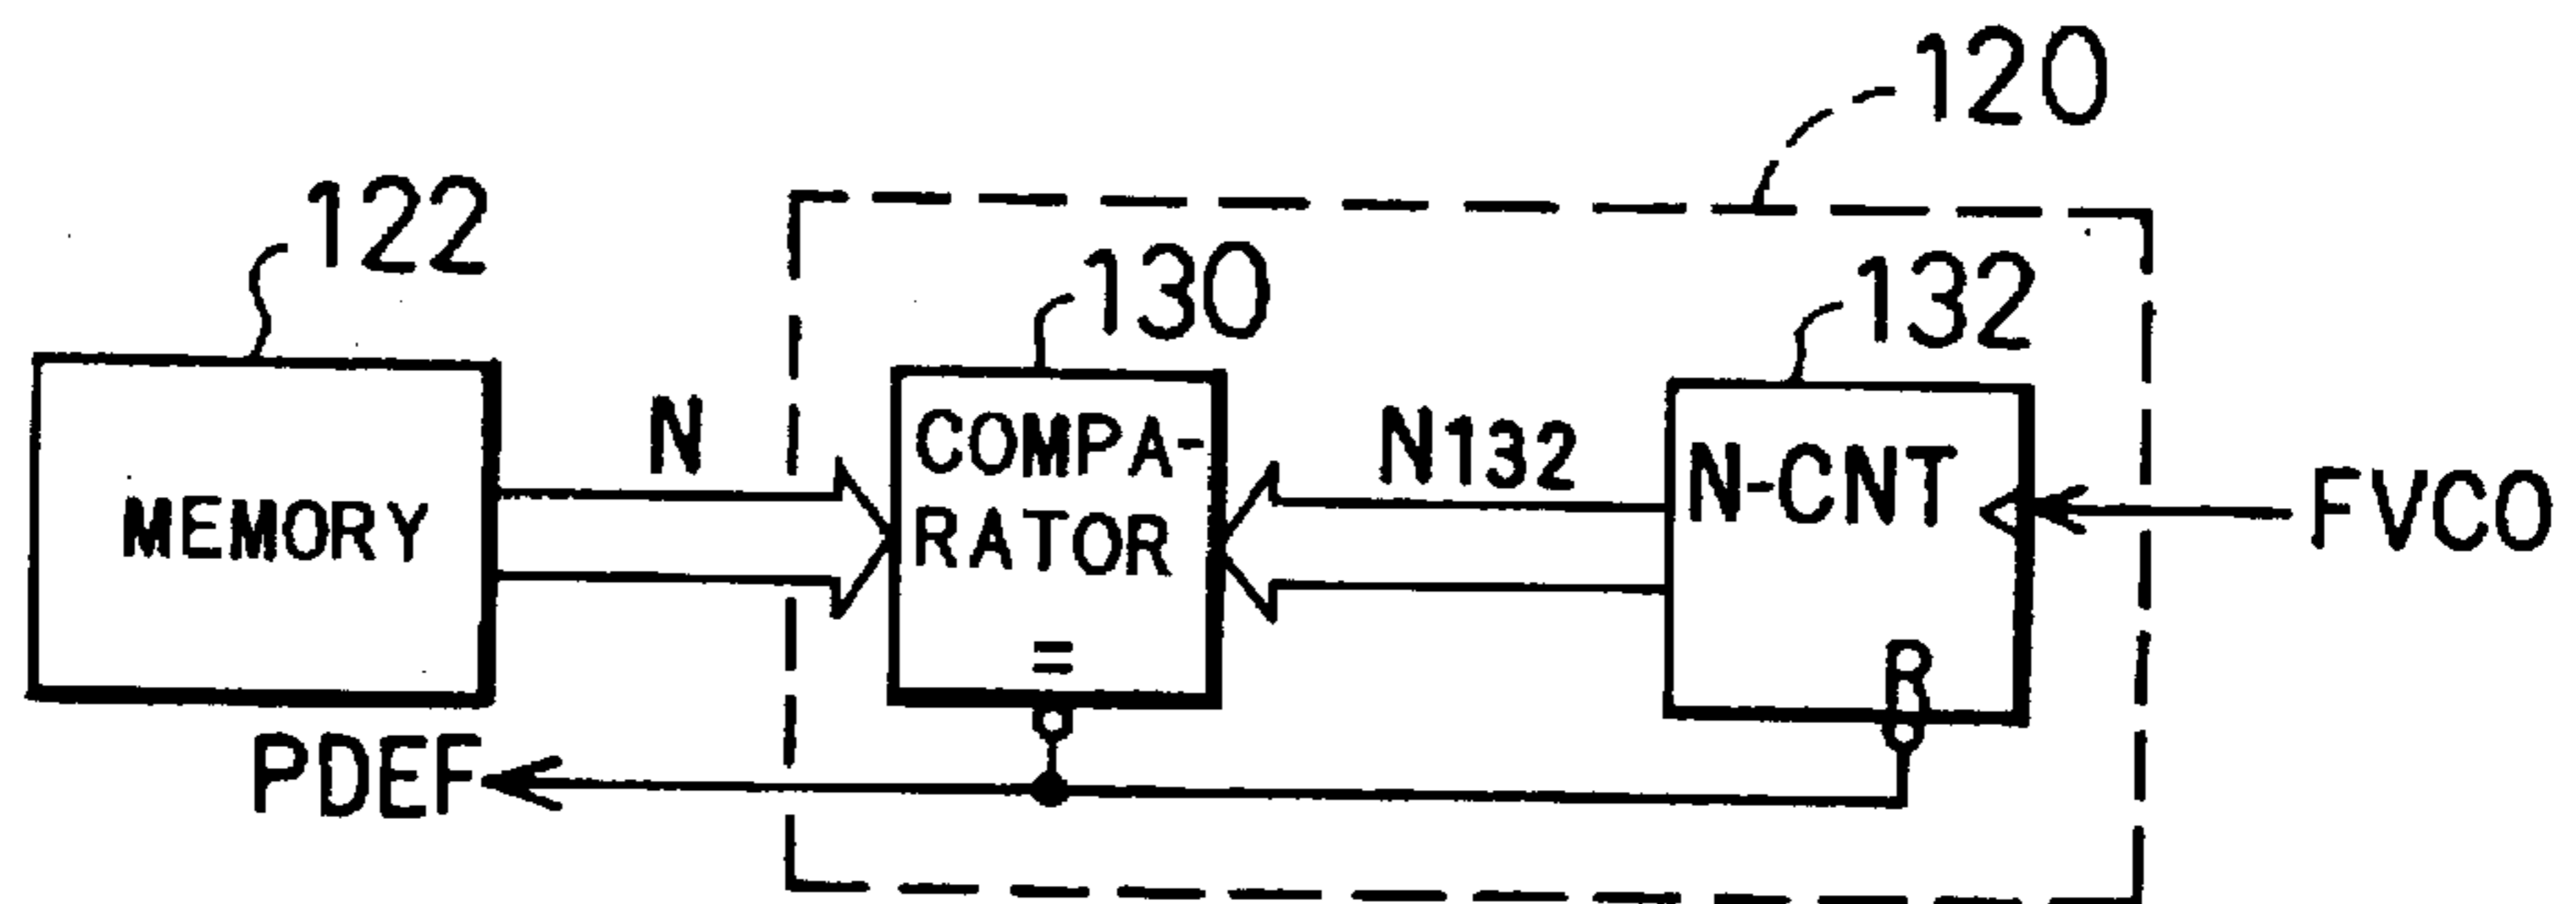 120
122
130
132
MEMORY
N
COMPA-
RATOR
=
N132
N-CNT
R
FVCO
PDEF